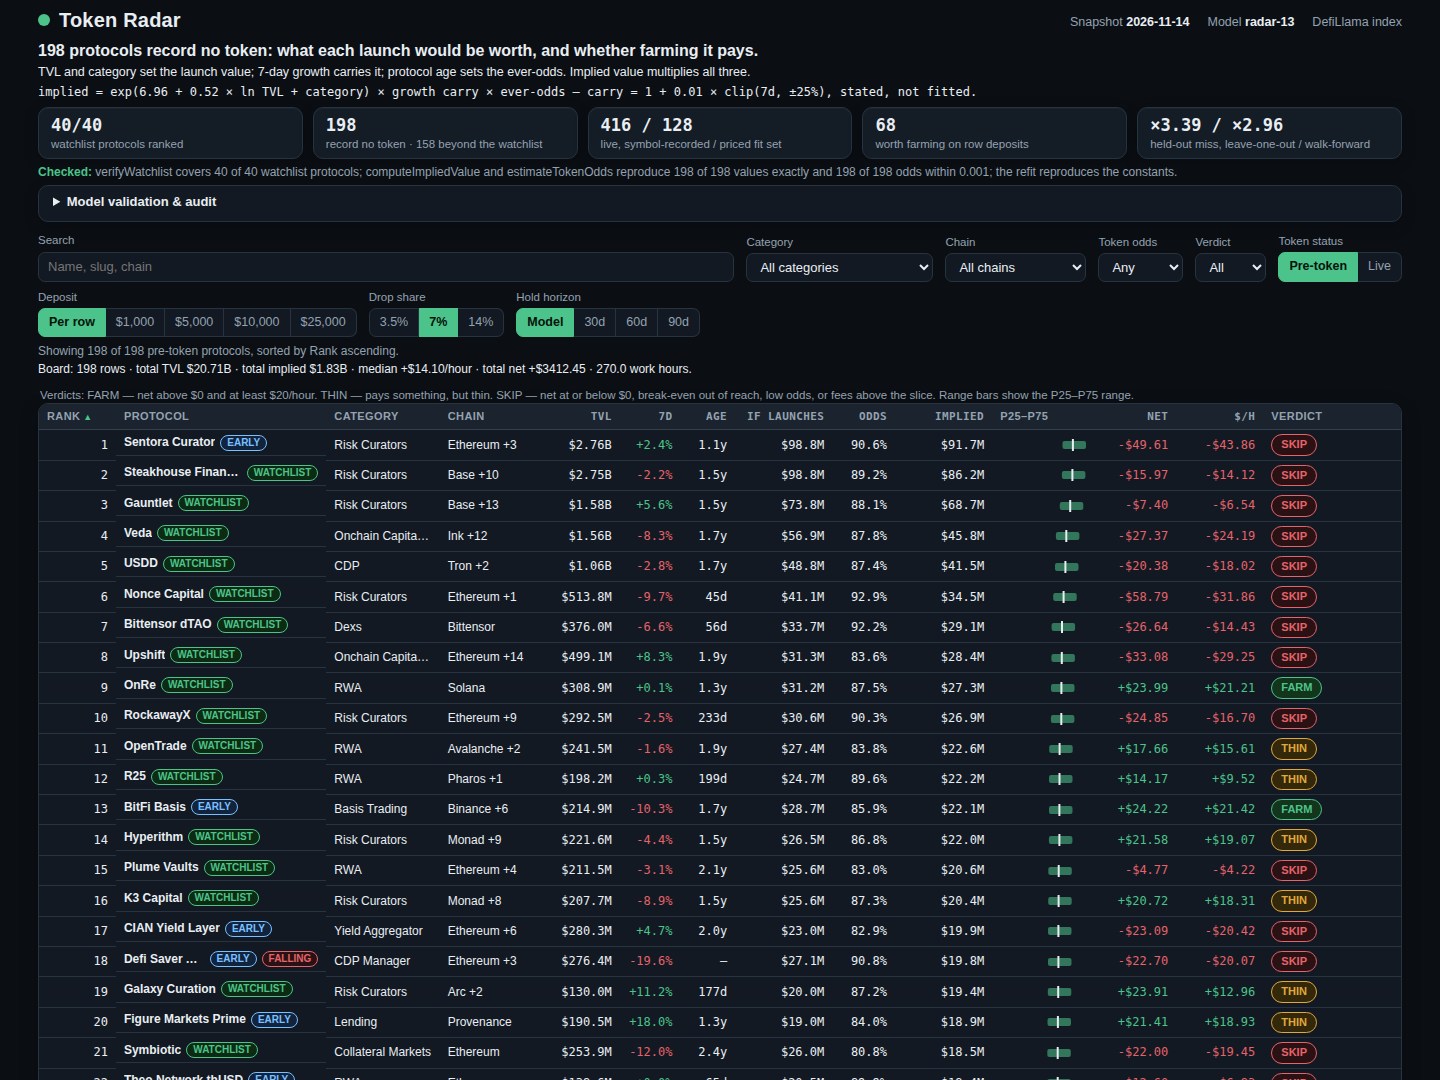 Token Radar
Snapshot 2026-11-14 Model radar-13 DefiLlama index
198 protocols record no token: what each launch would be worth, and whether farming it pays.
TVL and category set the launch value; 7-day growth carries it; protocol age sets the ever-odds. Implied value multiplies all three.
implied = exp(6.96 + 0.52 × ln TVL + category) × growth carry × ever-odds — carry = 1 + 0.01 × clip(7d, ±25%), stated, not fitted.
40/40
watchlist protocols ranked
198
record no token · 158 beyond the watchlist
416 / 128
live, symbol-recorded / priced fit set
68
worth farming on row deposits
×3.39 / ×2.96
held-out miss, leave-one-out / walk-forward
Checked: verifyWatchlist covers 40 of 40 watchlist protocols; computeImpliedValue and estimateTokenOdds reproduce 198 of 198 values exactly and 198 of 198 odds within 0.001; the refit reproduces the constants.
▶ Model validation & audit
Search Category Chain Token odds Verdict Token status
Name, slug, chain All categories All chains Any All Pre-token Live
Deposit Drop share Hold horizon
Per row $1,000 $5,000 $10,000 $25,000 3.5% 7% 14% Model 30d 60d 90d
Showing 198 of 198 pre-token protocols, sorted by Rank ascending.
Board: 198 rows · total TVL $20.71B · total implied $1.83B · median +$14.10/hour · total net +$3412.45 · 270.0 work hours.
Verdicts: FARM — net above $0 and at least $20/hour. THIN — pays something, but thin. SKIP — net at or below $0, break-even out of reach, low odds, or fees above the slice. Range bars show the P25–P75 range.
RANK ▲ PROTOCOL CATEGORY CHAIN TVL 7D AGE IF LAUNCHES ODDS IMPLIED P25–P75 NET $/H VERDICT
1 Sentora Curator EARLY Risk Curators Ethereum +3 $2.76B +2.4% 1.1y $98.8M 90.6% $91.7M -$49.61 -$43.86 SKIP
2 Steakhouse Finan… WATCHLIST Risk Curators Base +10 $2.75B -2.2% 1.5y $98.8M 89.2% $86.2M -$15.97 -$14.12 SKIP
3 Gauntlet WATCHLIST Risk Curators Base +13 $1.58B +5.6% 1.5y $73.8M 88.1% $68.7M -$7.40 -$6.54 SKIP
4 Veda WATCHLIST Onchain Capita… Ink +12 $1.56B -8.3% 1.7y $56.9M 87.8% $45.8M -$27.37 -$24.19 SKIP
5 USDD WATCHLIST CDP Tron +2 $1.06B -2.8% 1.7y $48.8M 87.4% $41.5M -$20.38 -$18.02 SKIP
6 Nonce Capital WATCHLIST Risk Curators Ethereum +1 $513.8M -9.7% 45d $41.1M 92.9% $34.5M -$58.79 -$31.86 SKIP
7 Bittensor dTAO WATCHLIST Dexs Bittensor $376.0M -6.6% 56d $33.7M 92.2% $29.1M -$26.64 -$14.43 SKIP
8 Upshift WATCHLIST Onchain Capita… Ethereum +14 $499.1M +8.3% 1.9y $31.3M 83.6% $28.4M -$33.08 -$29.25 SKIP
9 OnRe WATCHLIST RWA Solana $308.9M +0.1% 1.3y $31.2M 87.5% $27.3M +$23.99 +$21.21 FARM
10 RockawayX WATCHLIST Risk Curators Ethereum +9 $292.5M -2.5% 233d $30.6M 90.3% $26.9M -$24.85 -$16.70 SKIP
11 OpenTrade WATCHLIST RWA Avalanche +2 $241.5M -1.6% 1.9y $27.4M 83.8% $22.6M +$17.66 +$15.61 THIN
12 R25 WATCHLIST RWA Pharos +1 $198.2M +0.3% 199d $24.7M 89.6% $22.2M +$14.17 +$9.52 THIN
13 BitFi Basis EARLY Basis Trading Binance +6 $214.9M -10.3% 1.7y $28.7M 85.9% $22.1M +$24.22 +$21.42 FARM
14 Hyperithm WATCHLIST Risk Curators Monad +9 $221.6M -4.4% 1.5y $26.5M 86.8% $22.0M +$21.58 +$19.07 THIN
15 Plume Vaults WATCHLIST RWA Ethereum +4 $211.5M -3.1% 2.1y $25.6M 83.0% $20.6M -$4.77 -$4.22 SKIP
16 K3 Capital WATCHLIST Risk Curators Monad +8 $207.7M -8.9% 1.5y $25.6M 87.3% $20.4M +$20.72 +$18.31 THIN
17 CIAN Yield Layer EARLY Yield Aggregator Ethereum +6 $280.3M +4.7% 2.0y $23.0M 82.9% $19.9M -$23.09 -$20.42 SKIP
18 Defi Saver … EARLY FALLING CDP Manager Ethereum +3 $276.4M -19.6% — $27.1M 90.8% $19.8M -$22.70 -$20.07 SKIP
19 Galaxy Curation WATCHLIST Risk Curators Arc +2 $130.0M +11.2% 177d $20.0M 87.2% $19.4M +$23.91 +$12.96 THIN
20 Figure Markets Prime EARLY Lending Provenance $190.5M +18.0% 1.3y $19.0M 84.0% $18.9M +$21.41 +$18.93 THIN
21 Symbiotic WATCHLIST Collateral Markets Ethereum $253.9M -12.0% 2.4y $26.0M 80.8% $18.5M -$22.00 -$19.45 SKIP